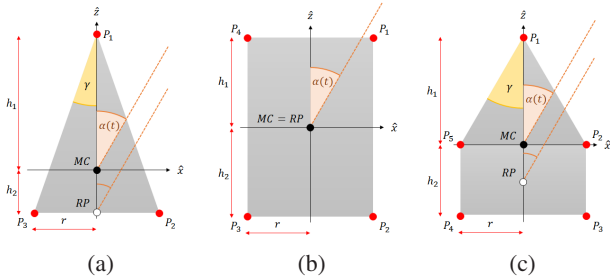 ẑ
P₁
h₁
γ
α(t)
MC
x̂
h₂
RP
P₃
r
P₂
(a)
ẑ
P₄
P₁
h₁
α(t)
MC = RP
x̂
h₂
P₃
r
P₂
(b)
ẑ
P₁
h₁
γ
α(t)
P₅
MC
P₂
x̂
h₂
RP
P₄
r
P₃
(c)